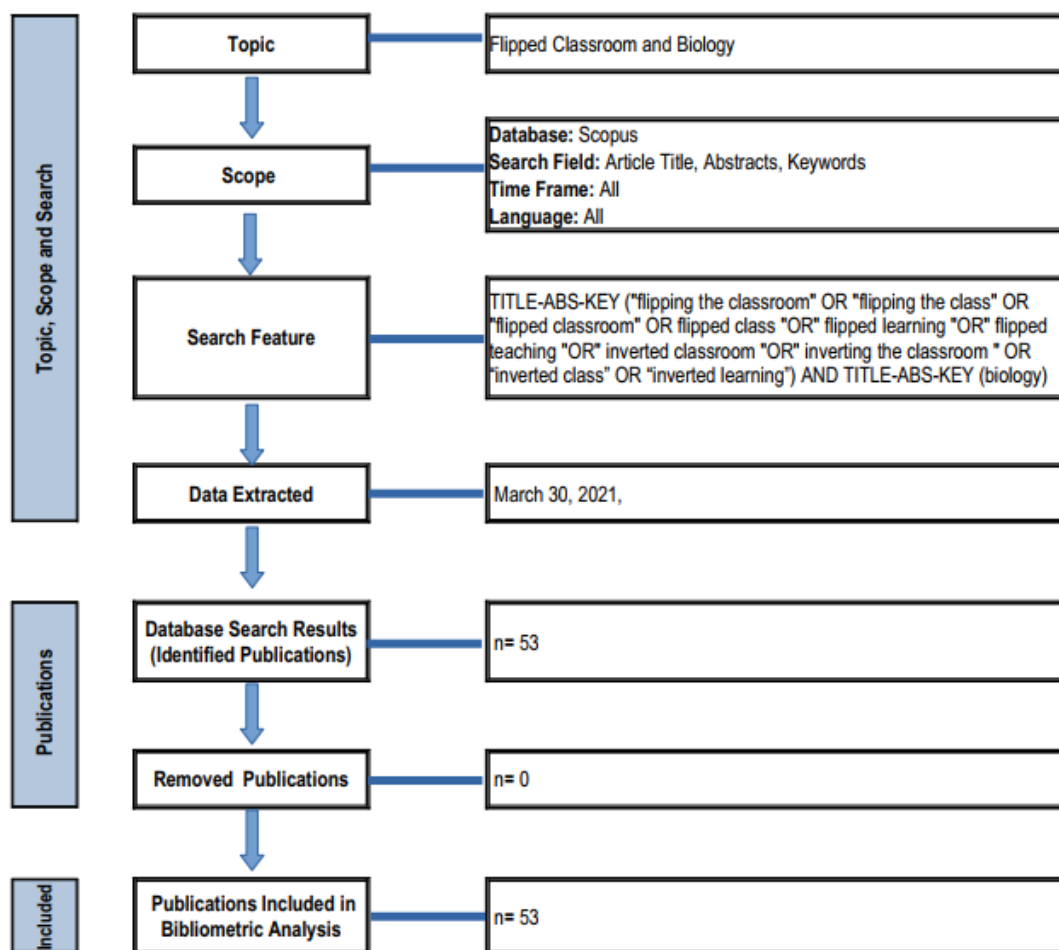 Topic, Scope and Search
Topic
Flipped Classroom and Biology
Scope
Database: Scopus
Search Field: Article Title, Abstracts, Keywords
Time Frame: All
Language: All
Search Feature
TITLE-ABS-KEY ("flipping the classroom" OR "flipping the class" OR
"flipped classroom" OR flipped class "OR" flipped learning "OR" flipped
teaching "OR" inverted classroom "OR" inverting the classroom " OR
“inverted class” OR “inverted learning”) AND TITLE-ABS-KEY (biology)
Data Extracted
March 30, 2021,
Publications
Database Search Results
(Identified Publications)
n= 53
Removed Publications
n= 0
Included
Publications Included in
Bibliometric Analysis
n= 53